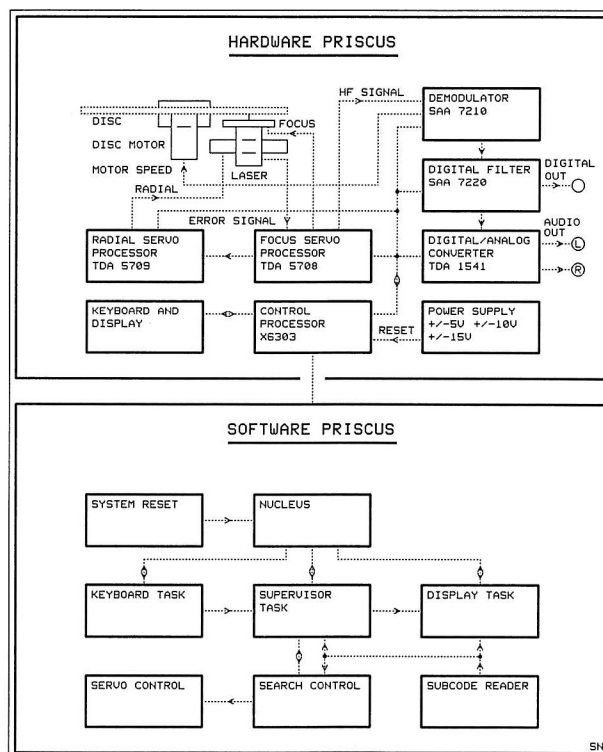 HARDWARE PRISCUS
HF SIGNAL
DEMODULATOR
SAA 7210
DISC
FOCUS
DISC MOTOR
MOTOR SPEED
LASER
RADIAL
DIGITAL FILTER
SAA 7220
DIGITAL
OUT
ERROR SIGNAL
RADIAL SERVO
PROCESSOR
TDA 5709
FOCUS SERVO
PROCESSOR
TDA 5708
DIGITAL/ANALOG
CONVERTER
TDA 1541
AUDIO
OUT
L
R
KEYBOARD AND
DISPLAY
CONTROL
PROCESSOR
X6303
RESET
POWER SUPPLY
+/-5V +/-10V
+/-15V
SOFTWARE PRISCUS
SYSTEM RESET
NUCLEUS
KEYBOARD TASK
SUPERVISOR
TASK
DISPLAY TASK
SERVO CONTROL
SEARCH CONTROL
SUBCODE READER
SN